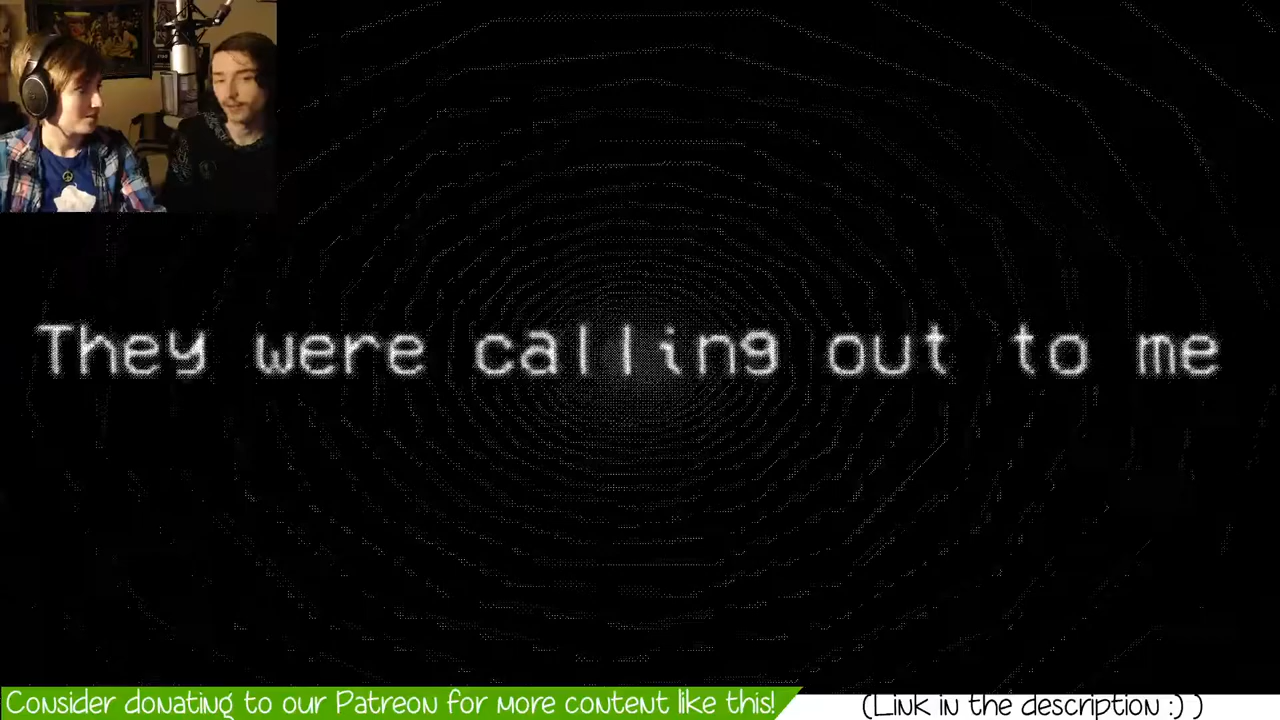 They were calling out to me
Consider donating to our Patreon for more content like this!
(Link in the description :) )